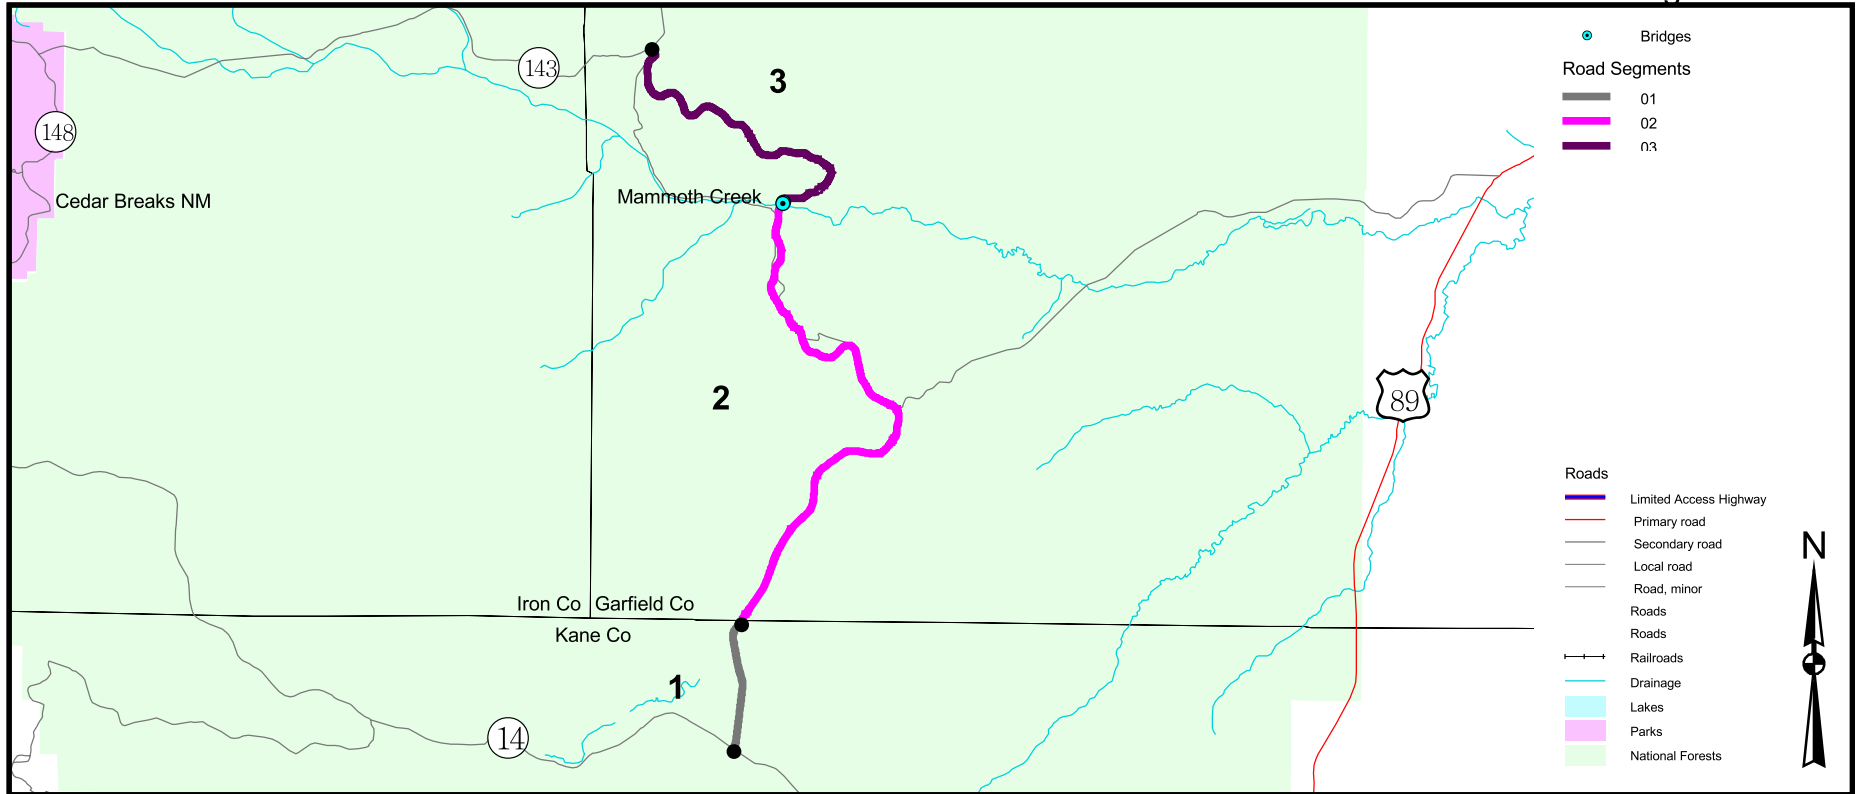 Bridges
Road Segments
01
02
03
143
3
148
Mammoth Creek
Cedar Breaks NM
2
89
Roads
Limited Access Highway
Primary road
Secondary road
Local road
Road, minor
Roads
Roads
Railroads
Drainage
Lakes
Parks
National Forests
N
Iron Co
Garfield Co
Kane Co
1
14